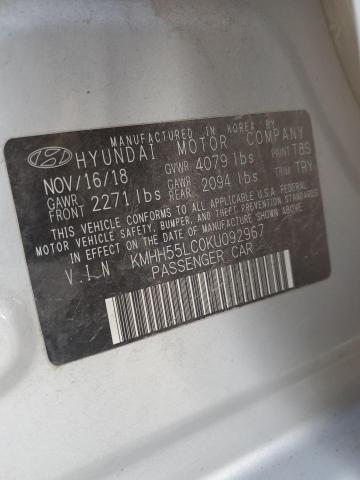 MANUFACTURED IN KOREA BY
HYUNDAI MOTOR COMPANY
NOV/16/18 GVWR 4079 lbs PAINT T8S
GAWR FRONT 2271 lbs GAWR REAR 2094 lbs TRIM TRY
THIS VEHICLE CONFORMS TO ALL APPLICABLE U.S.A. FEDERAL
MOTOR VEHICLE SAFETY, BUMPER, AND THEFT PREVENTION
STANDARDS IN EFFECT ON THE DATE OF MANUFACTURE
SHOWN ABOVE.
V.I.N KMHH55LC0KU092967
PASSENGER CAR